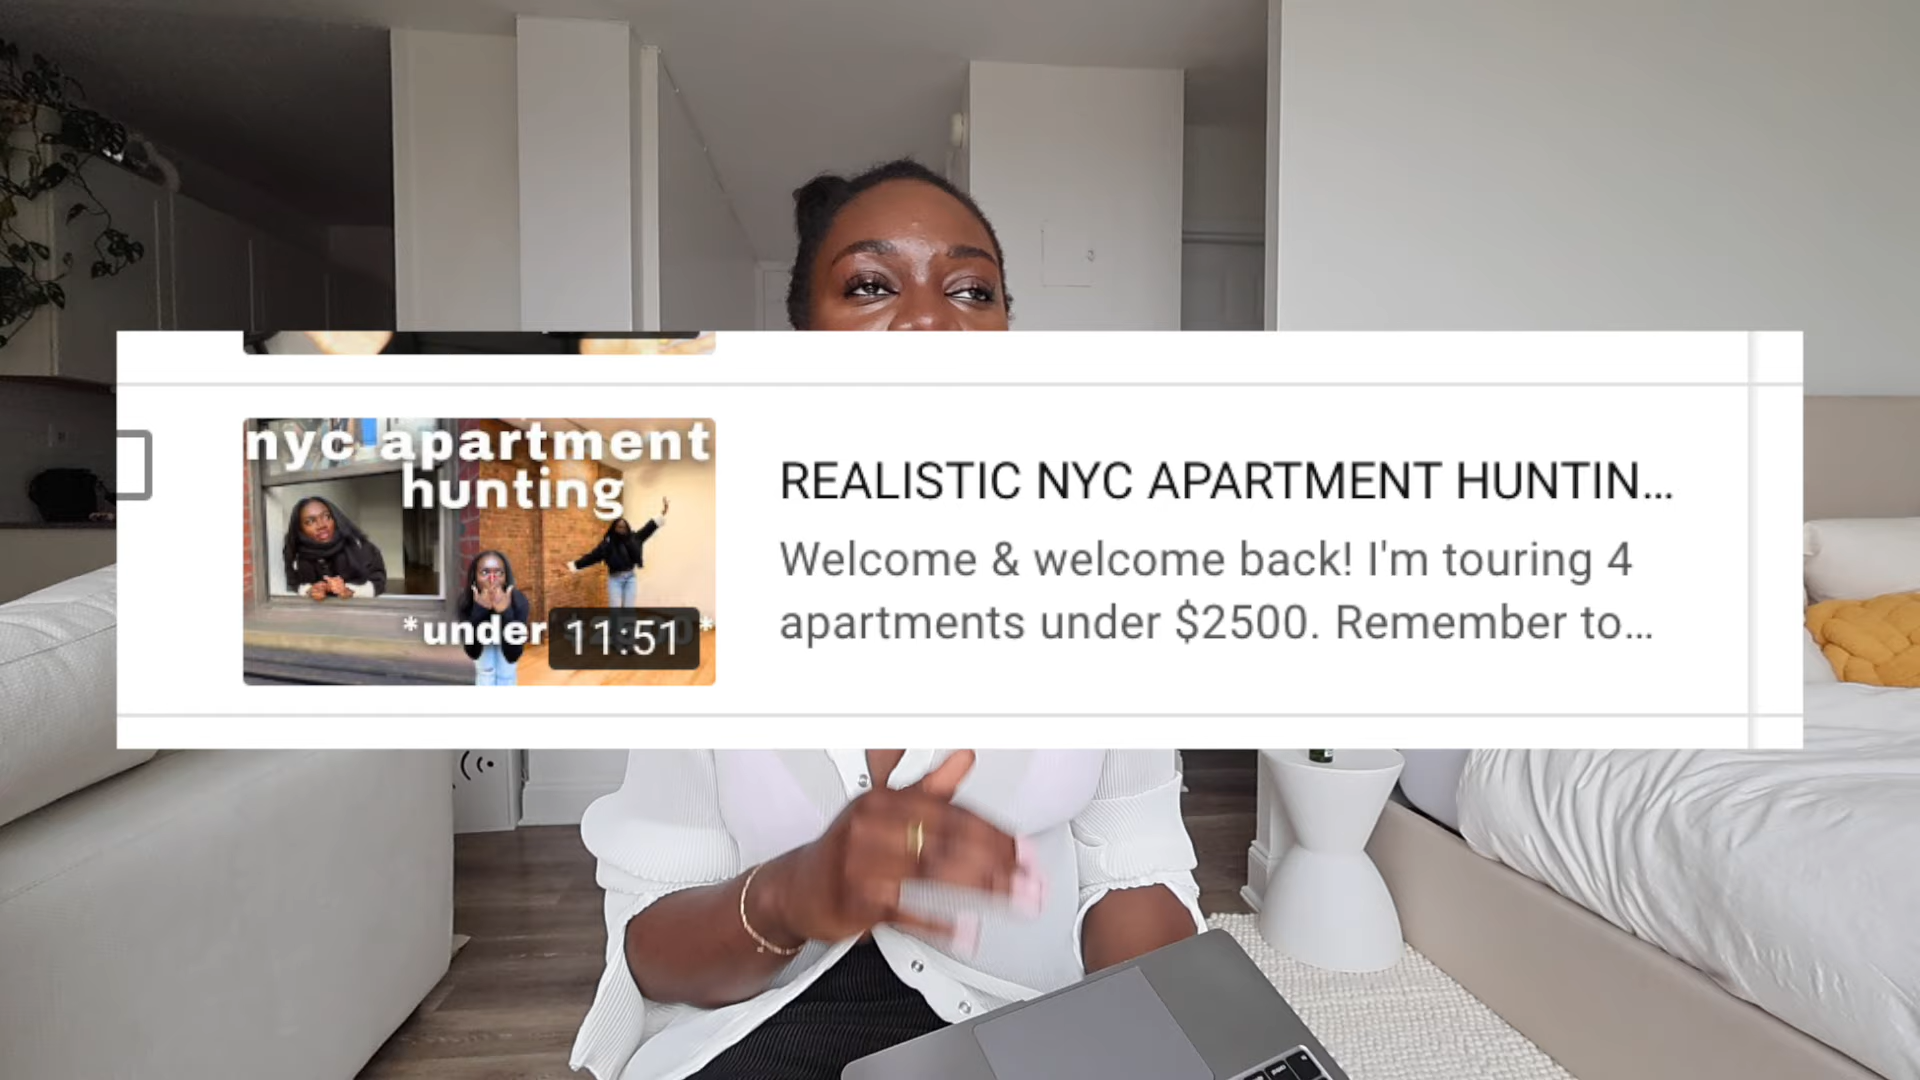 nyc apartment
hunting
*under
*
11:51
REALISTIC NYC APARTMENT HUNTIN...
Welcome & welcome back! I'm touring 4
apartments under $2500. Remember to...